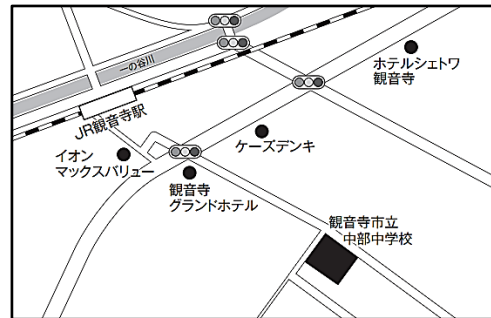 一の谷川
JR観音寺駅
ホテルシェトワ
観音寺
イオン
マックスバリュー
ケーズデンキ
観音寺
グランドホテル
観音寺市立
中部中学校